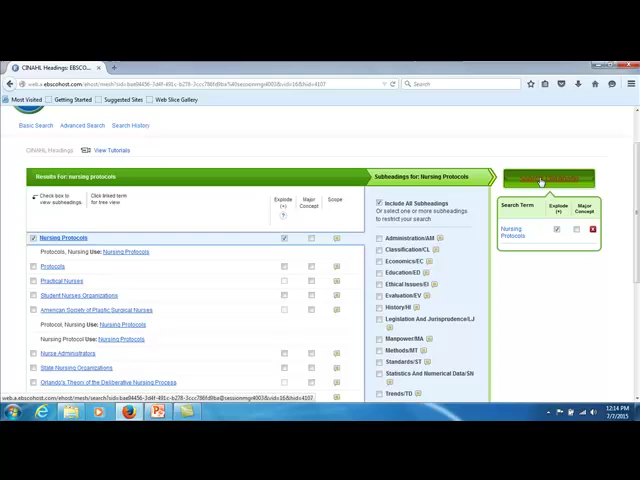 CINAHL Headings: EBSCO...
Search
Most Visited
Getting Started
Suggested Sites
Web Slice Gallery
Basic Search
Advanced Search
Search History
CINAHL Headings
View Tutorials
Results For: nursing protocols
Subheadings for: Nursing Protocols
Check box
to view subheadings.
Click linked term
for tree view
Explode
(+)
Major
Concept
Scope
Include All Subheadings
Or select one or more subheadings
to restrict your search
Search Term
Explode
(+)
Major
Concept
Nursing
Protocols
Nursing Protocols
Protocols, Nursing Use: Nursing Protocols
Protocols
Practical Nurses
Student Nurses Organizations
American Society of Plastic Surgical Nurses
Protocol, Nursing Use: Nursing Protocols
Nursing Protocol Use: Nursing Protocols
Nurse Administrators
State Nursing Organizations
Orlando's Theory of the Deliberative Nursing Process
Administration/AM
Classification/CL
Economics/EC
Education/ED
Ethical Issues/EI
Evaluation/EV
History/HI
Legislation And Jurisprudence/LJ
Manpower/MA
Methods/MT
Standards/ST
Statistics And Numerical Data/SN
Trends/TD
12:14 PM
7/7/2015